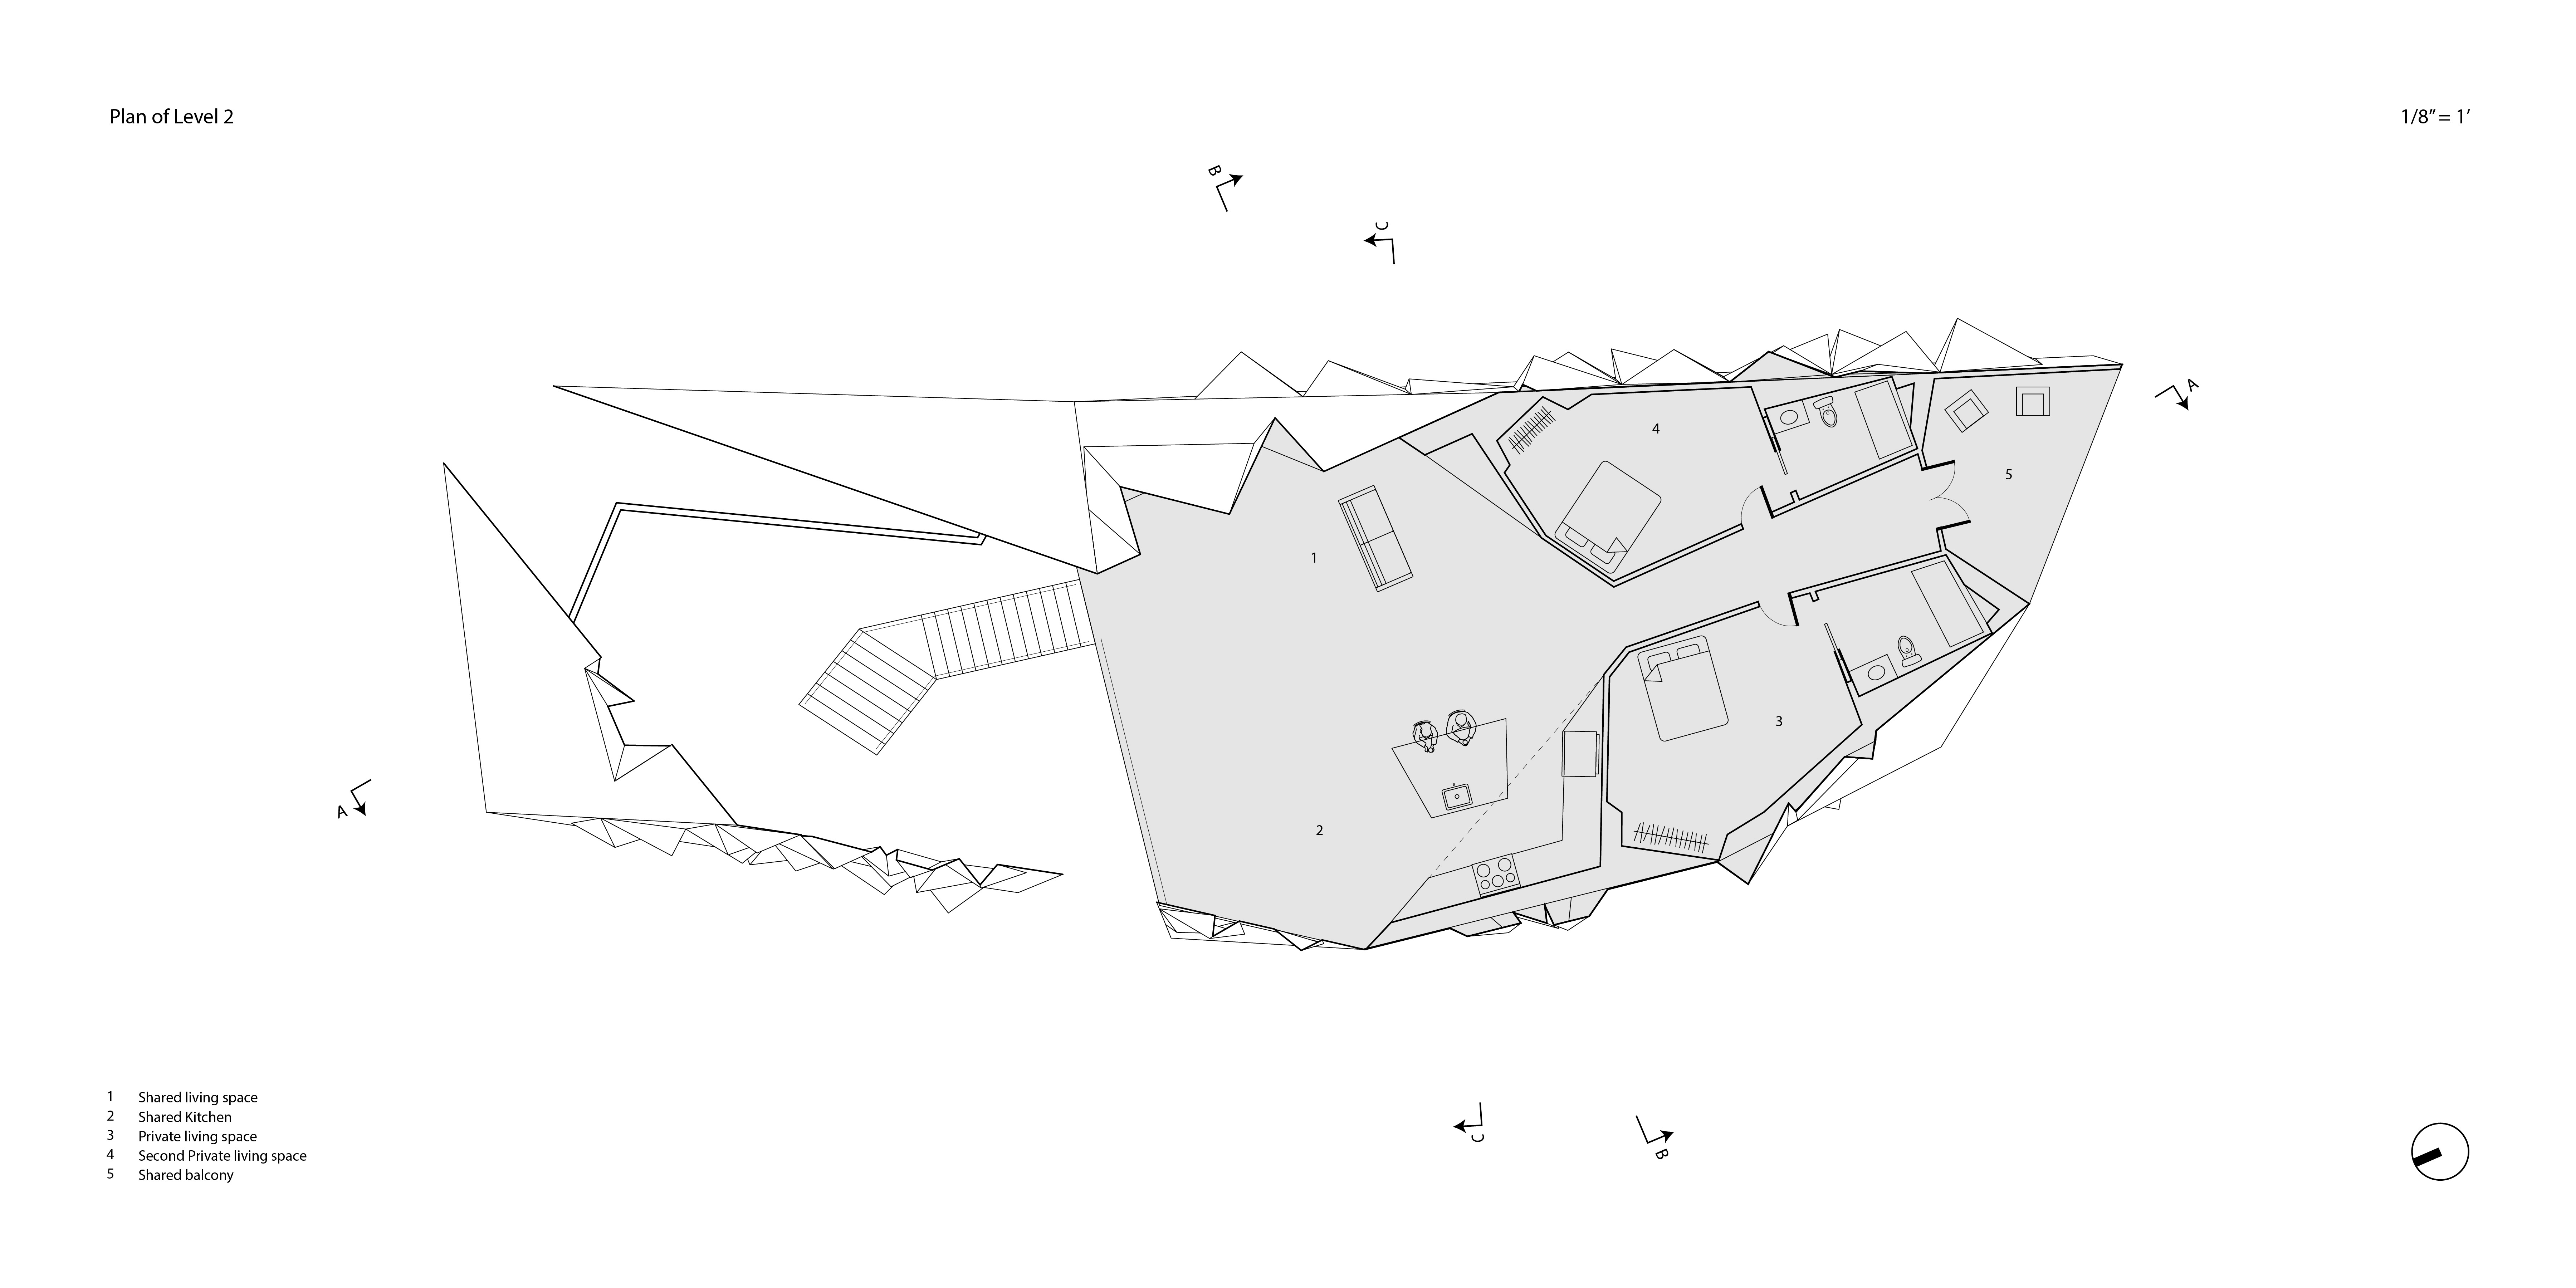 Plan of Level 2
1/8”= 1’
B
C
A
4
5
1
3
A
2
C
B
1 Shared living space
2 Shared Kitchen
3 Private living space
4 Second Private living space
5 Shared balcony